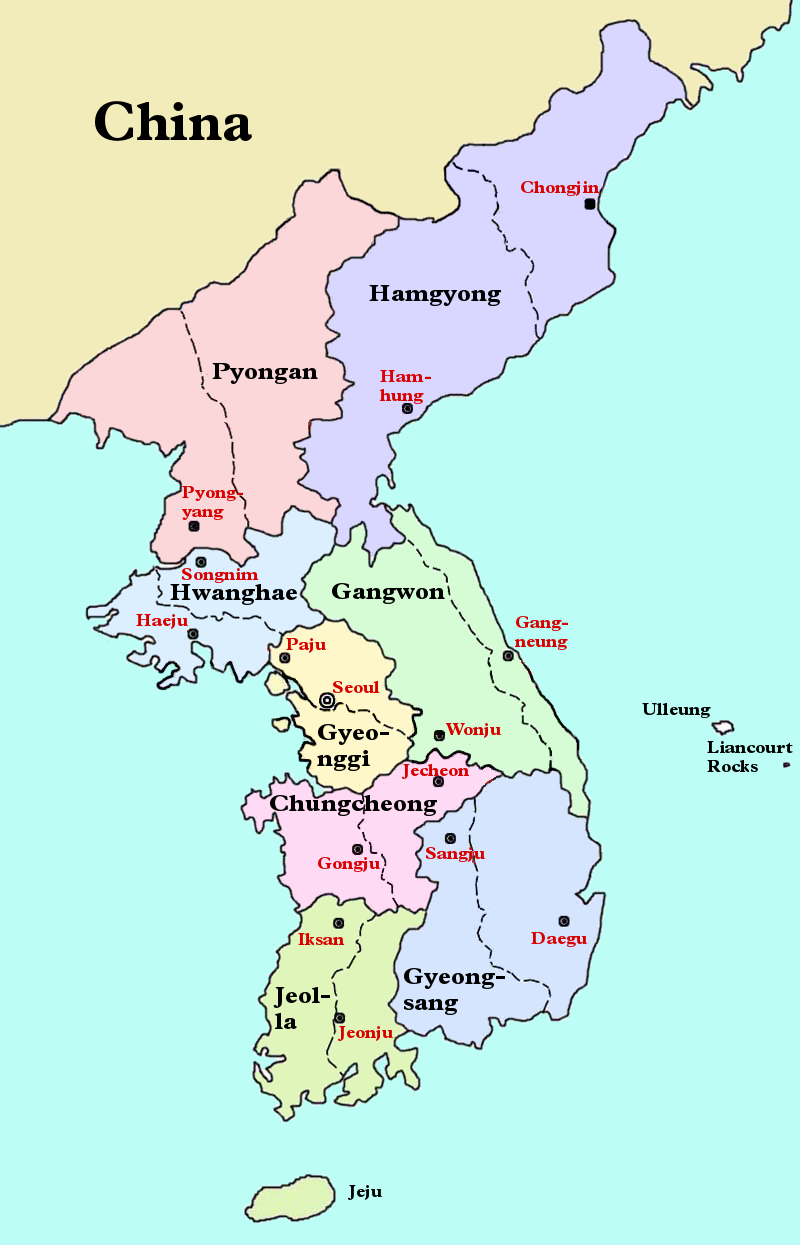 China
Chongjin
Hamgyong
Pyongan
Ham-
hung
Pyong-
yang
Songnim
Hwanghae
Gangwon
Haeju
Gang-
neung
Paju
Seoul
Ulleung
Gyeo-
nggi
Wonju
Liancourt
Rocks
Jecheon
Chungcheong
Gongju
Sangju
Iksan
Daegu
Gyeong-
sang
Jeol-
la
Jeonju
Jeju